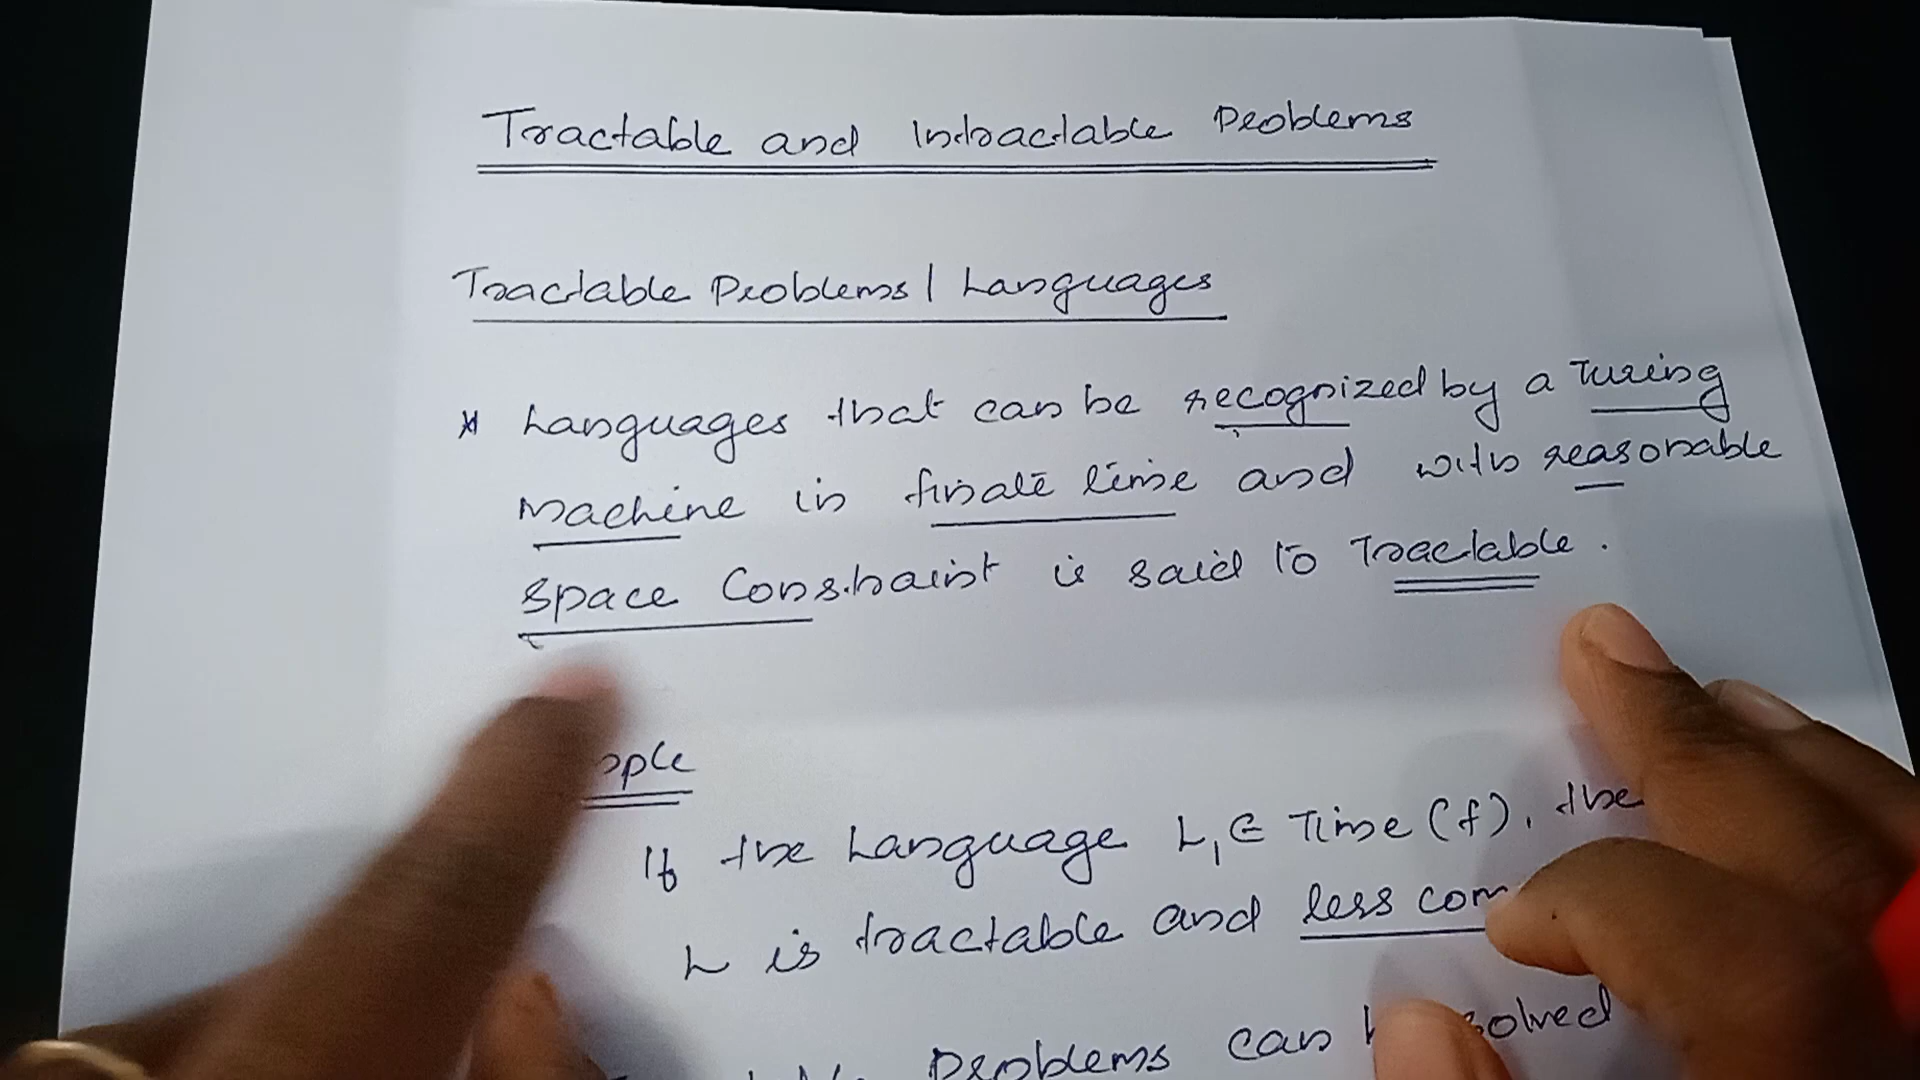 Tractable and Intractable Problems
Tractable Problems | Languages
* Languages that can be recognized by a Turing
Machine in finate time and with reasonable
space Constraint is said to Tractable.
If the Language L, ∈ Time (f), the
L is tractable and less com
Problems can solved